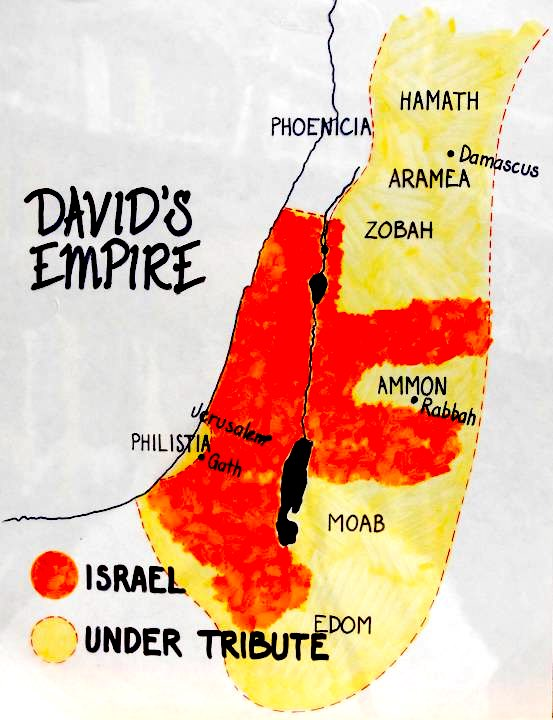 HAMATH
PHOENICIA
Damascus
ARAMEA
DAVID'S
EMPIRE
ZOBAH
AMMON
Rabbah
Jerusalem
PHILISTIA
Gath
MOAB
ISRAEL
EDOM
UNDER TRIBUTE